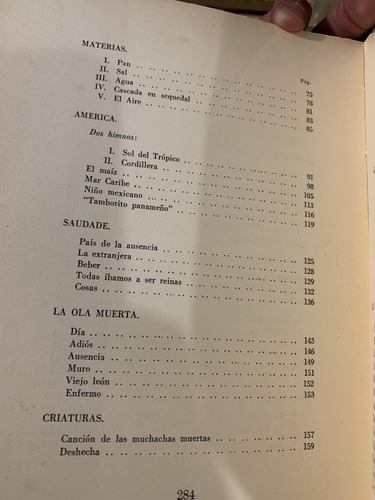 MATERIAS.
Pág.
I. Pan 75
II. Sal 78
III. Agua 81
IV. Cascada en sequedal 83
V. El Aire 85
AMERICA.
Dos himnos:
I. Sol del Trópico 91
II. Cordillera 98
El maíz 105
Mar Caribe 113
Niño mexicano 116
"Tamborito panameño" 119
SAUDADE.
País de la ausencia 125
La extranjera 128
Beber 129
Todas íbamos a ser reinas 132
Cosas 136
LA OLA MUERTA.
Día 143
Adiós 146
Ausencia 149
Muro 151
Viejo león 152
Enfermo 153
CRIATURAS.
Canción de las muchachas muertas 157
Deshecha 159
284